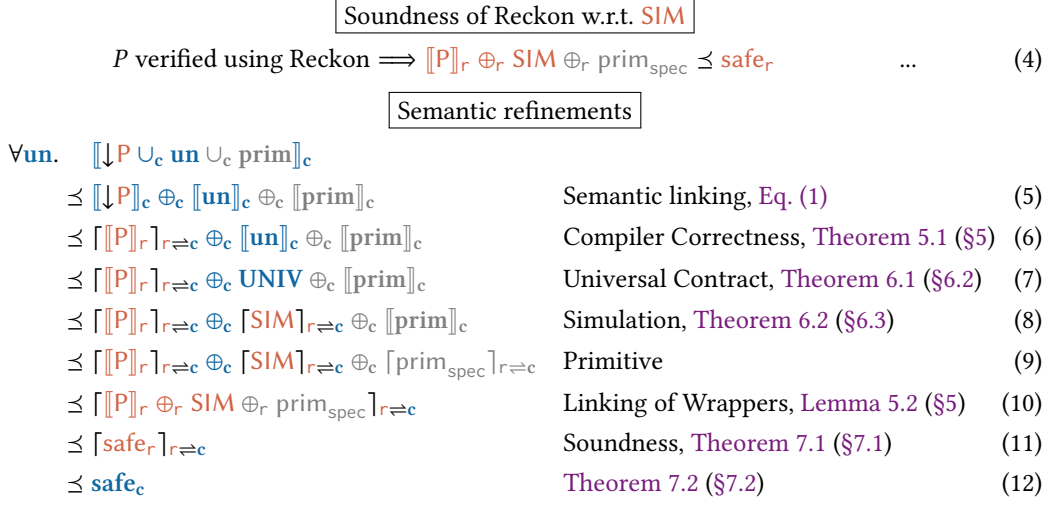 Soundness of Reckon w.r.t. SIM
P verified using Reckon ⟹ ⟦P⟧r ⊕r SIM ⊕r prim_spec ⪯ safe_r ... (4)
Semantic refinements
∀un. ⟦↓P ∪c un ∪c prim⟧c
⪯ ⟦↓P⟧c ⊕c ⟦un⟧c ⊕c ⟦prim⟧c Semantic linking, Eq. (1) (5)
⪯ ⌈⟦P⟧r⌉r⇌c ⊕c ⟦un⟧c ⊕c ⟦prim⟧c Compiler Correctness, Theorem 5.1 (§5) (6)
⪯ ⌈⟦P⟧r⌉r⇌c ⊕c UNIV ⊕c ⟦prim⟧c Universal Contract, Theorem 6.1 (§6.2) (7)
⪯ ⌈⟦P⟧r⌉r⇌c ⊕c ⌈SIM⌉r⇌c ⊕c ⟦prim⟧c Simulation, Theorem 6.2 (§6.3) (8)
⪯ ⌈⟦P⟧r⌉r⇌c ⊕c ⌈SIM⌉r⇌c ⊕c ⌈prim_spec⌉r⇌c Primitive (9)
⪯ ⌈⟦P⟧r ⊕r SIM ⊕r prim_spec⌉r⇌c Linking of Wrappers, Lemma 5.2 (§5) (10)
⪯ ⌈safe_r⌉r⇌c Soundness, Theorem 7.1 (§7.1) (11)
⪯ safe_c Theorem 7.2 (§7.2) (12)